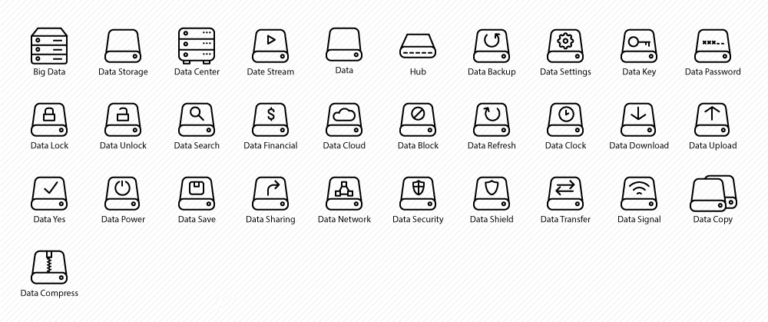 Big Data
Data Storage
Data Center
Date Stream
Data
Hub
Data Backup
Data Settings
Data Key
Data Password
Data Lock
Data Unlock
Data Search
Data Financial
Data Cloud
Data Block
Data Refresh
Data Clock
Data Download
Data Upload
Data Yes
Data Power
Data Save
Data Sharing
Data Network
Data Security
Data Shield
Data Transfer
Data Signal
Data Copy
Data Compress